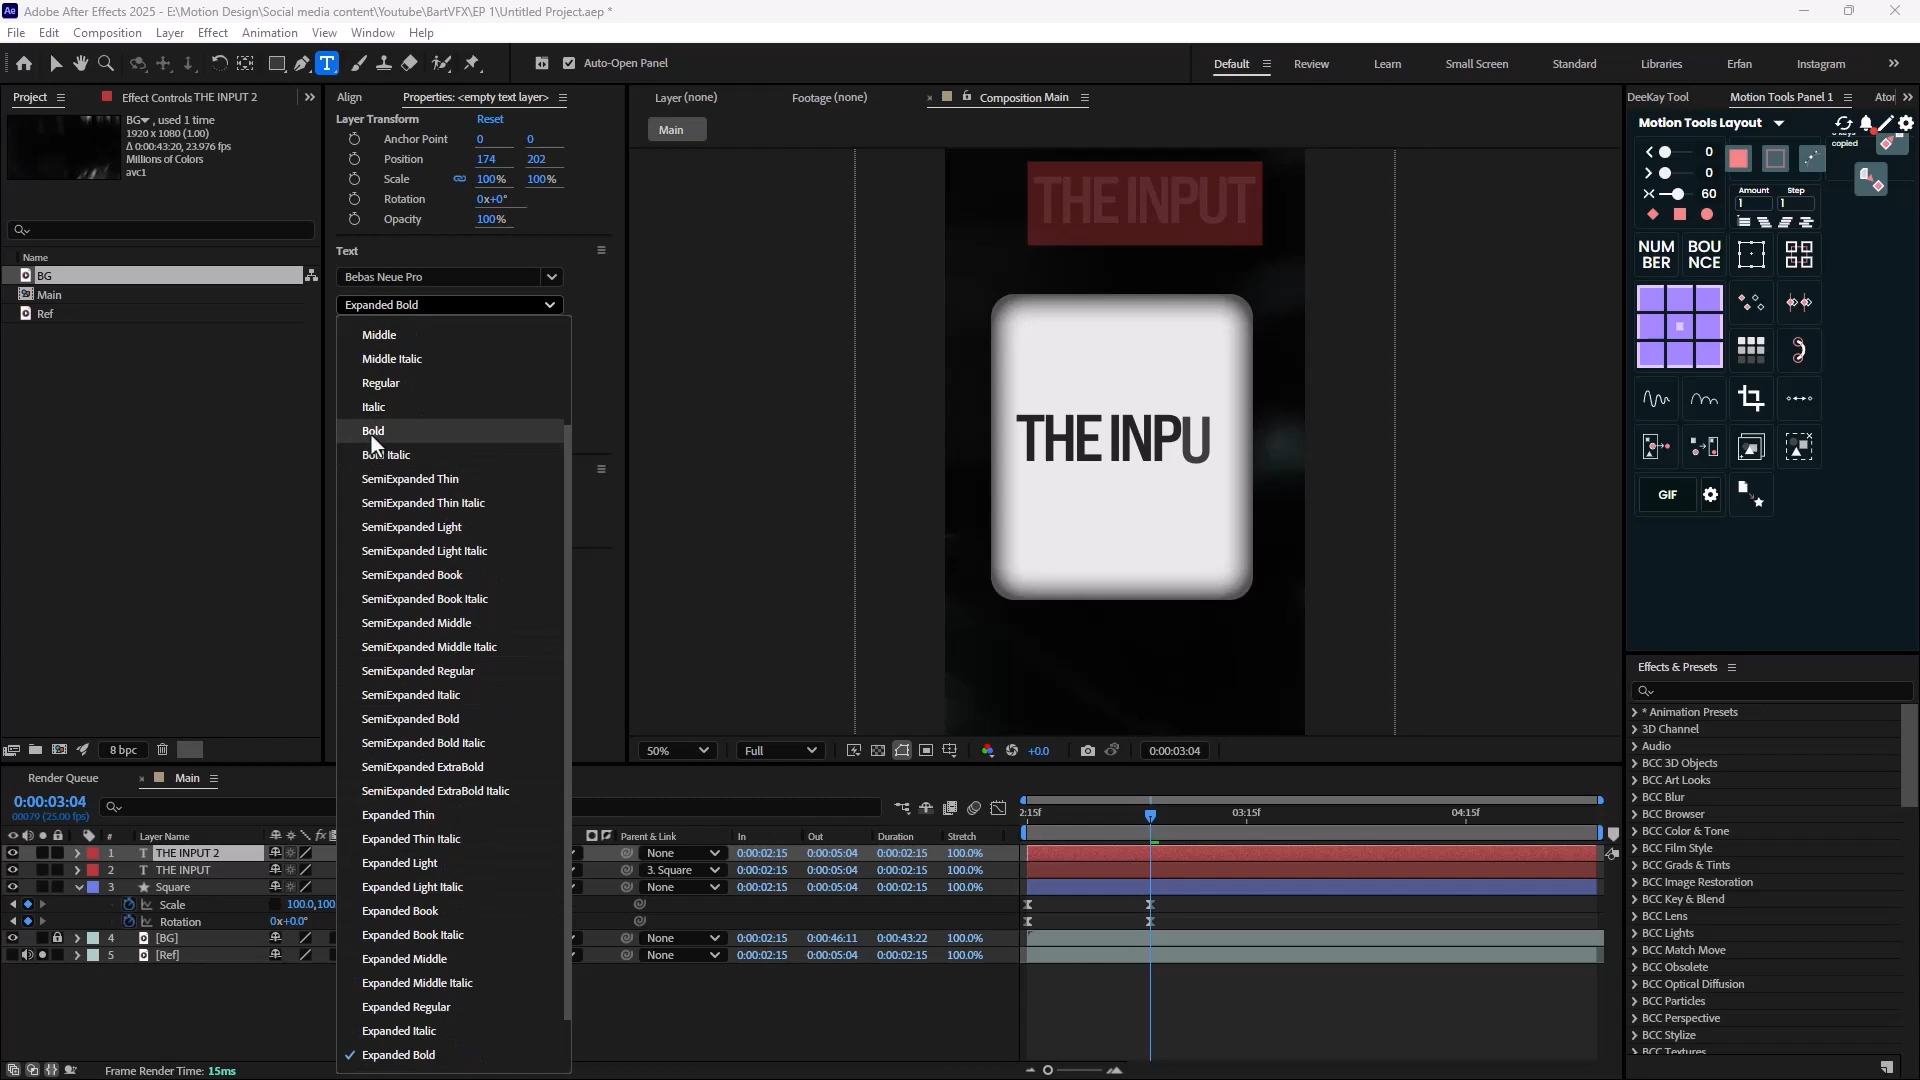 Adobe After Effects 2025 - E:\Motion Design\Social media content\Youtube\BartVFX\EP 1\Untitled Project.aep *
File Edit Composition Layer Effect Animation View Window Help
Auto-Open Panel
Default Review Learn Small Screen Standard Libraries Erfan Instagram
Project Effect Controls THE INPUT 2
BG , used 1 time
1920 x 1080 (1.00)
Δ 0:00:43:20, 23.976 fps
Millions of Colors
avc1
Name
BG
Main
Ref
8 bpc
Align Properties: <empty text layer>
Layer Transform Reset
Anchor Point 0 0
Position 174 202
Scale 100% 100%
Rotation 0x+0°
Opacity 100%
Text
Bebas Neue Pro
Expanded Bold
Middle
Middle Italic
Regular
Italic
Bold
Bold Italic
SemiExpanded Thin
SemiExpanded Thin Italic
SemiExpanded Light
SemiExpanded Light Italic
SemiExpanded Book
SemiExpanded Book Italic
SemiExpanded Middle
SemiExpanded Middle Italic
SemiExpanded Regular
SemiExpanded Italic
SemiExpanded Bold
SemiExpanded Bold Italic
SemiExpanded ExtraBold
SemiExpanded ExtraBold Italic
Expanded Thin
Expanded Thin Italic
Expanded Light
Expanded Light Italic
Expanded Book
Expanded Book Italic
Expanded Middle
Expanded Middle Italic
Expanded Regular
Expanded Italic
Expanded Bold
Layer (none) Footage (none) Composition Main
Main
THE INPUT
THE INPU
50% Full +0.0 0:00:03:04
DeeKay Tool Motion Tools Panel 1
Motion Tools Layout
copied
0
0
60
Amount Step
1 1
NUM
BER
BOU
NCE
GIF
Effects & Presets
* Animation Presets
3D Channel
Audio
BCC 3D Objects
BCC Art Looks
BCC Blur
BCC Browser
BCC Color & Tone
BCC Film Style
BCC Grads & Tints
BCC Image Restoration
BCC Key & Blend
BCC Lens
BCC Lights
BCC Match Move
BCC Obsolete
BCC Optical Diffusion
BCC Particles
BCC Perspective
BCC Stylize
BCC Textures
Render Queue Main
0:00:03:04
00079 (25.00 fps)
# Layer Name Parent & Link In Out Duration Stretch
2:15f 03:15f 04:15f
1 T THE INPUT 2 None 0:00:02:15 0:00:05:04 0:00:02:15 100.0%
2 T THE INPUT 3. Square 0:00:02:15 0:00:05:04 0:00:02:15 100.0%
3 Square None 0:00:02:15 0:00:05:04 0:00:02:15 100.0%
Scale 100.0,100
Rotation 0x+0.0°
4 [BG] None 0:00:02:15 0:00:46:11 0:00:43:22 100.0%
5 [Ref] None 0:00:02:15 0:00:05:04 0:00:02:15 100.0%
Frame Render Time: 15ms